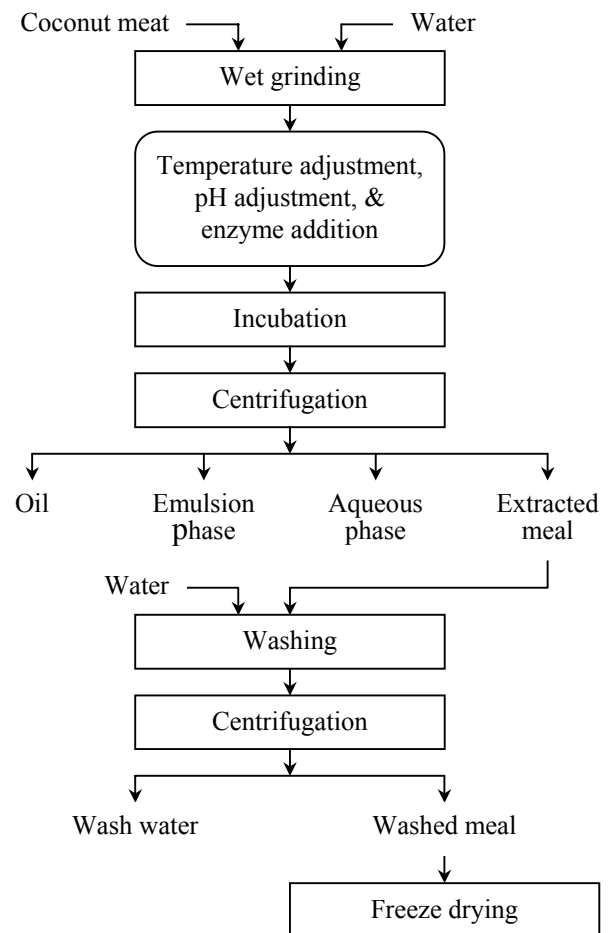 Coconut meat
Water
Wet grinding
Temperature adjustment,
pH adjustment, &
enzyme addition
Incubation
Centrifugation
Oil
Emulsion
phase
Aqueous
phase
Extracted
meal
Water
Washing
Centrifugation
Wash water
Washed meal
Freeze drying